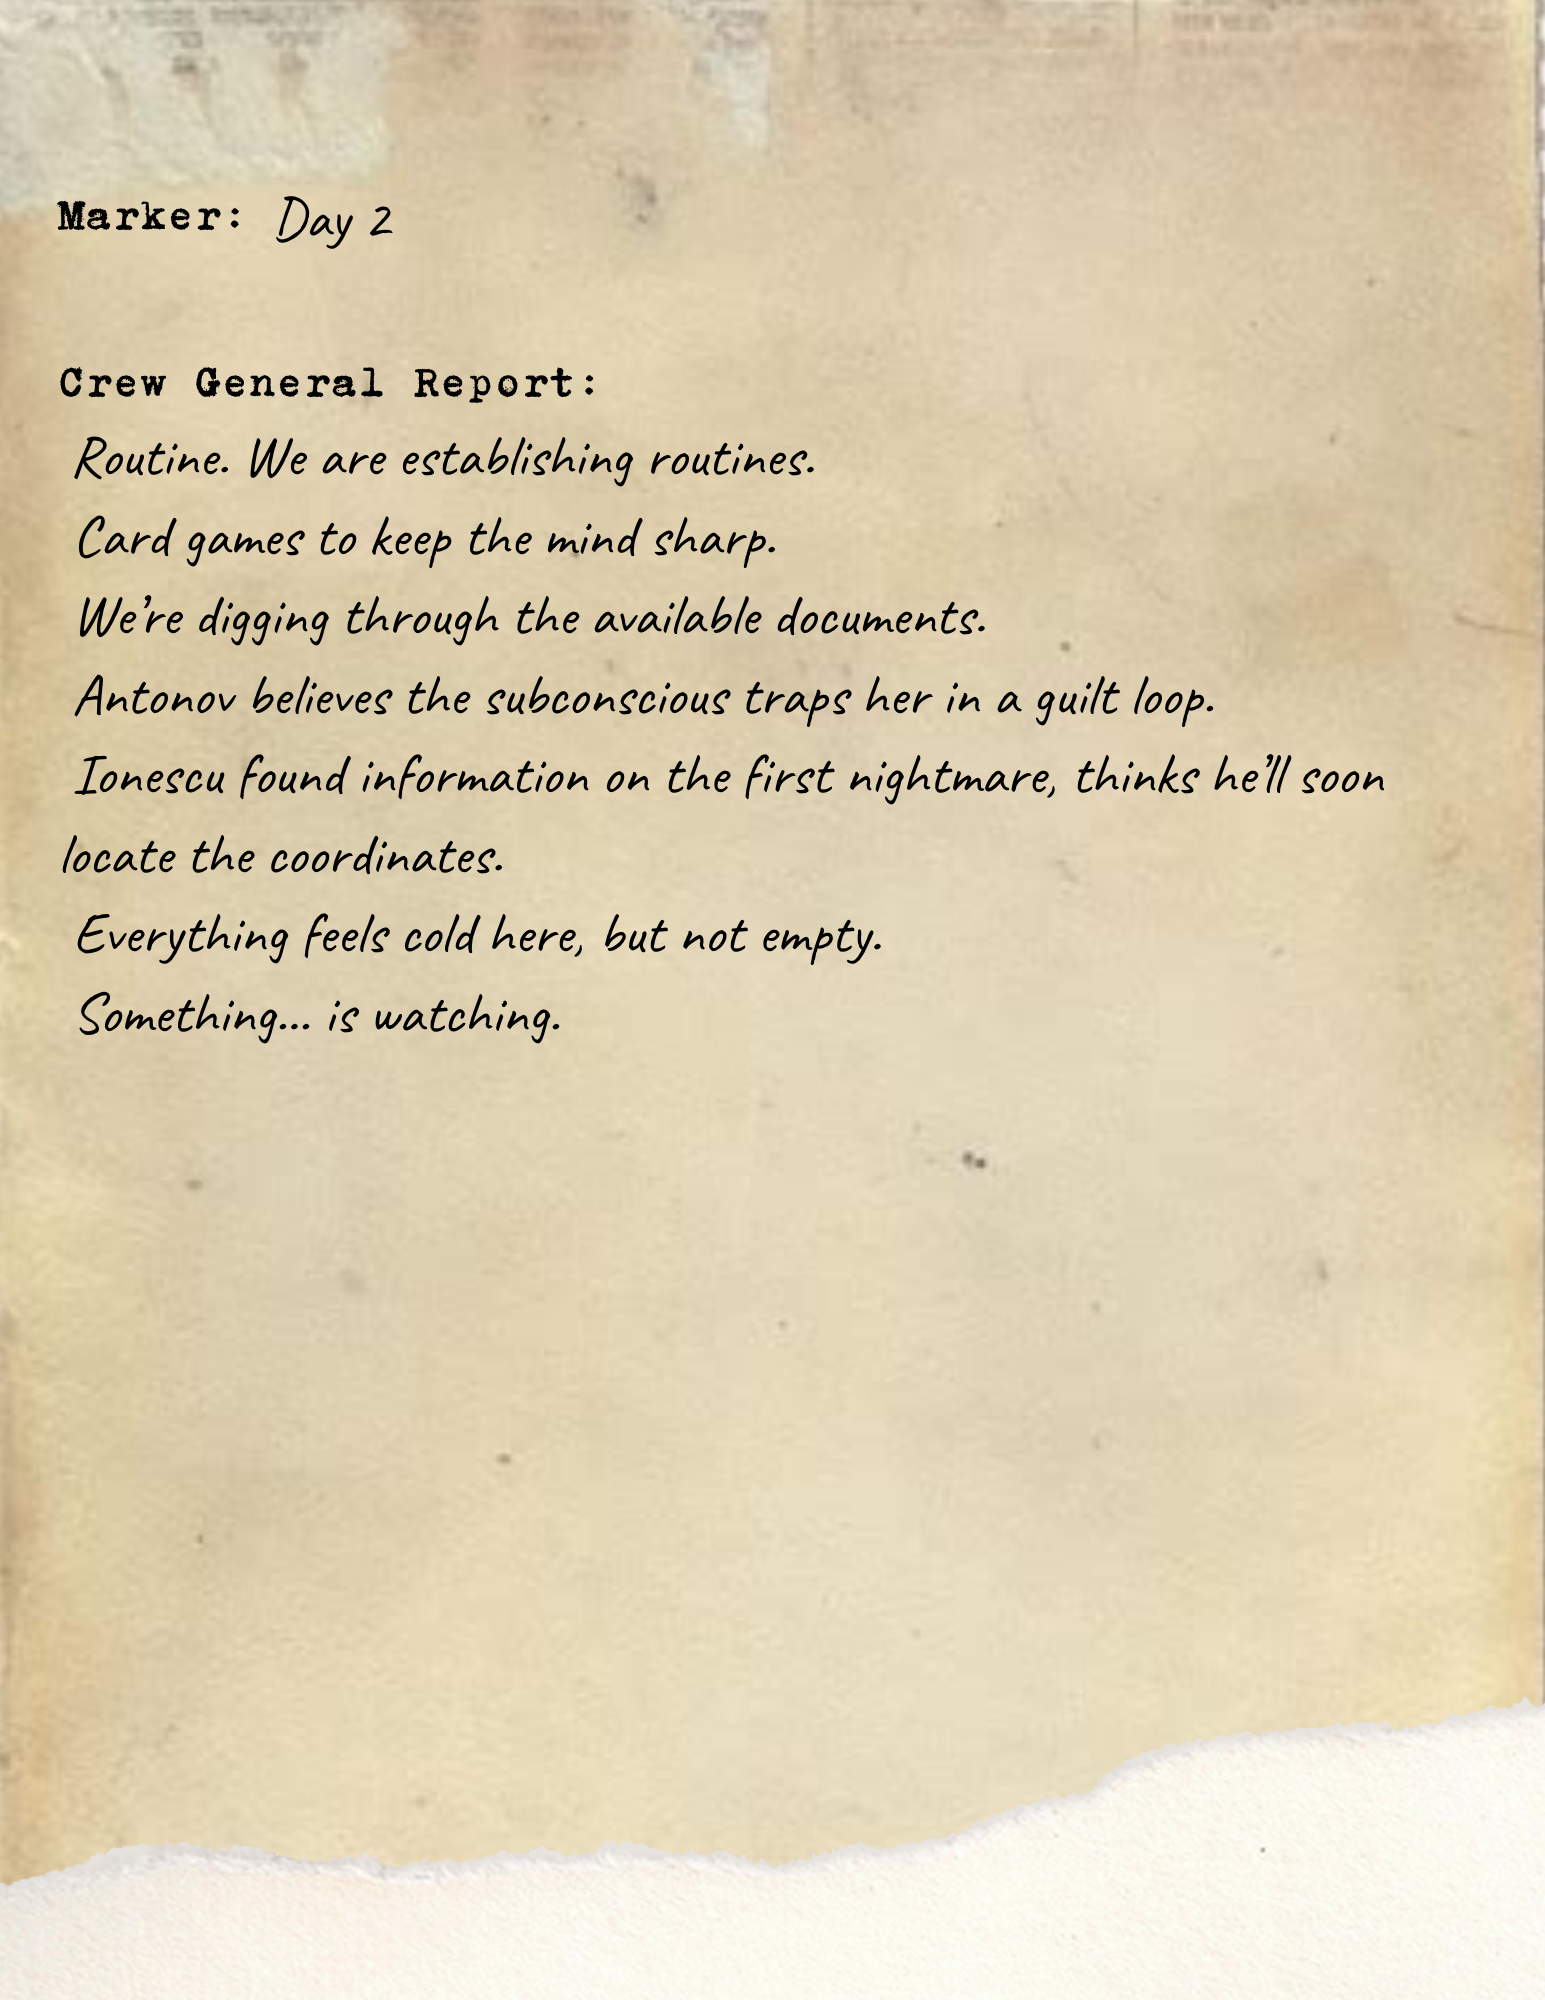 Marker: Day 2
Crew General Report:
Routine. We are establishing routines.
Card games to keep the mind sharp.
We’re digging through the available documents.
Antonov believes the subconscious traps her in a guilt loop.
Ionescu found information on the first nightmare, thinks he’ll soon
locate the coordinates.
Everything feels cold here, but not empty.
Something... is watching.